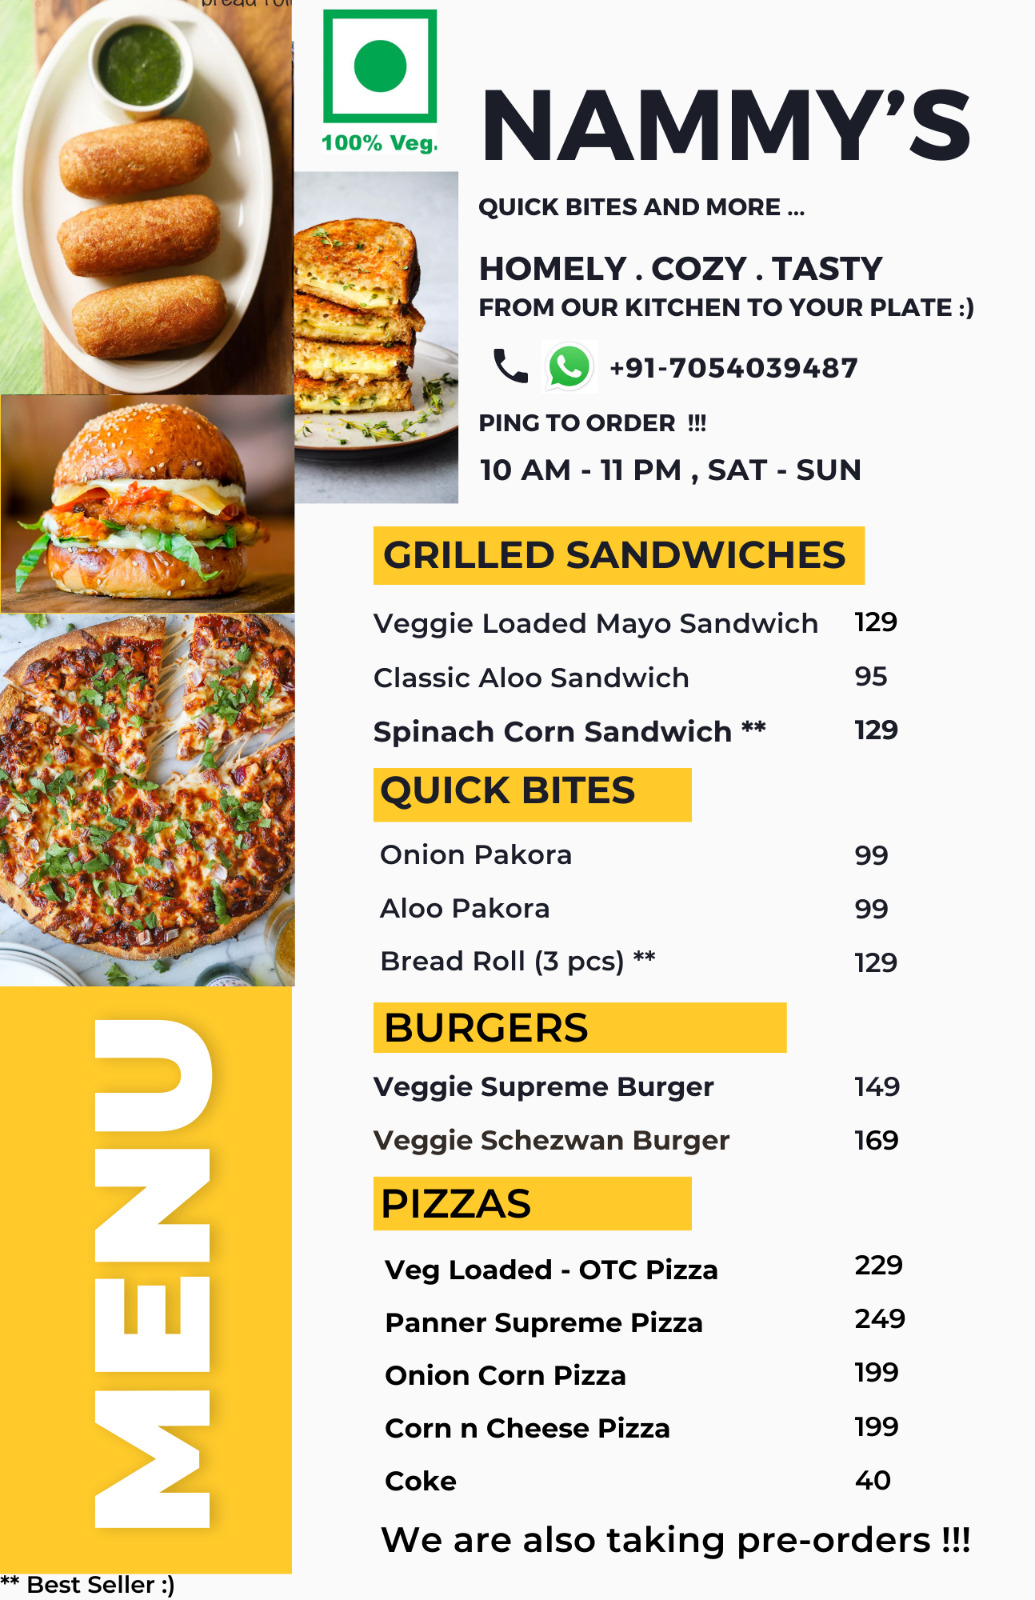 bread roll
100% Veg.
NAMMY'S
QUICK BITES AND MORE ...
HOMELY . COZY . TASTY
FROM OUR KITCHEN TO YOUR PLATE :)
+91-7054039487
PING TO ORDER !!!
10 AM - 11 PM , SAT - SUN
GRILLED SANDWICHES
Veggie Loaded Mayo Sandwich 129
Classic Aloo Sandwich 95
Spinach Corn Sandwich ** 129
QUICK BITES
Onion Pakora 99
Aloo Pakora 99
Bread Roll (3 pcs) ** 129
BURGERS
Veggie Supreme Burger 149
Veggie Schezwan Burger 169
PIZZAS
Veg Loaded - OTC Pizza 229
Panner Supreme Pizza 249
Onion Corn Pizza 199
Corn n Cheese Pizza 199
Coke 40
We are also taking pre-orders !!!
MENU
** Best Seller :)